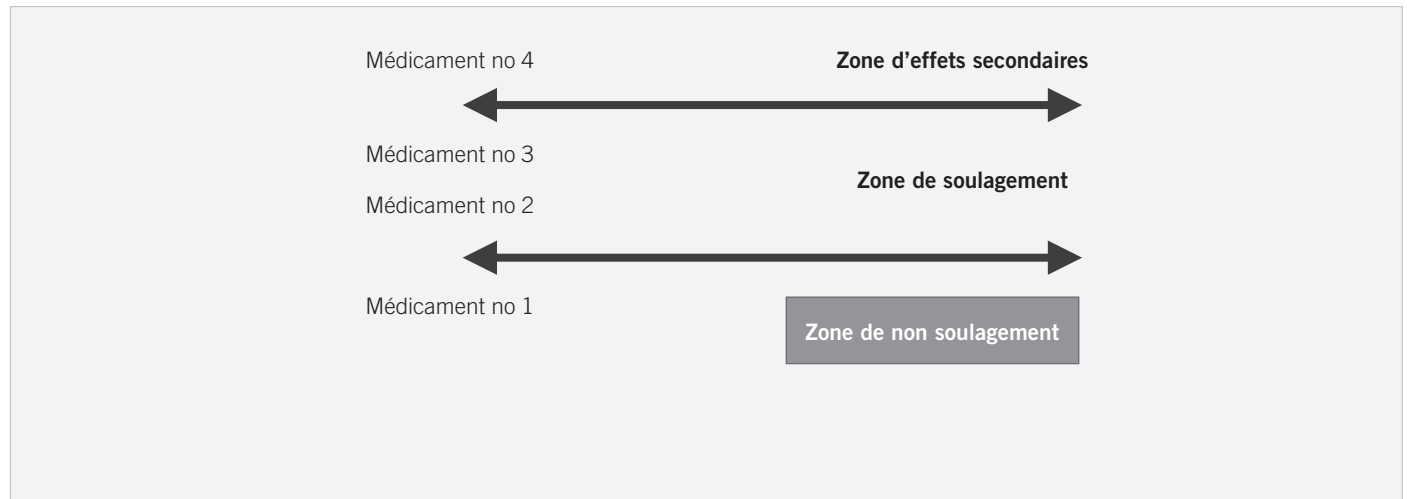 Médicament no 4
Zone d'effets secondaires
Médicament no 3
Zone de soulagement
Médicament no 2
Médicament no 1
Zone de non soulagement